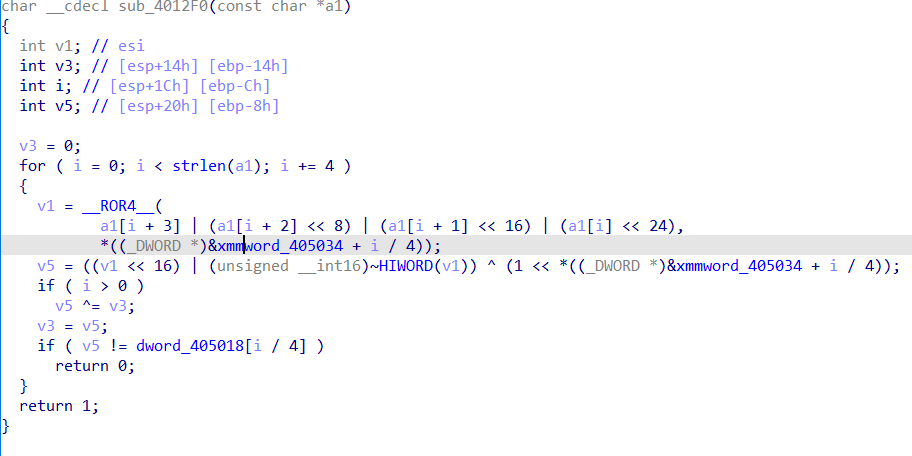 char __cdecl sub_4012F0(const char *a1)
{
  int v1; // esi
  int v3; // [esp+14h] [ebp-14h]
  int i; // [esp+1Ch] [ebp-Ch]
  int v5; // [esp+20h] [ebp-8h]

  v3 = 0;
  for ( i = 0; i < strlen(a1); i += 4 )
  {
    v1 = __ROR4__(
           a1[i + 3] | (a1[i + 2] << 8) | (a1[i + 1] << 16) | (a1[i] << 24),
           *((_DWORD *)&xmmword_405034 + i / 4));
    v5 = ((v1 << 16) | (unsigned __int16)~HIWORD(v1)) ^ (1 << *((_DWORD *)&xmmword_405034 + i / 4));
    if ( i > 0 )
      v5 ^= v3;
    v3 = v5;
    if ( v5 != dword_405018[i / 4] )
      return 0;
  }
  return 1;
}